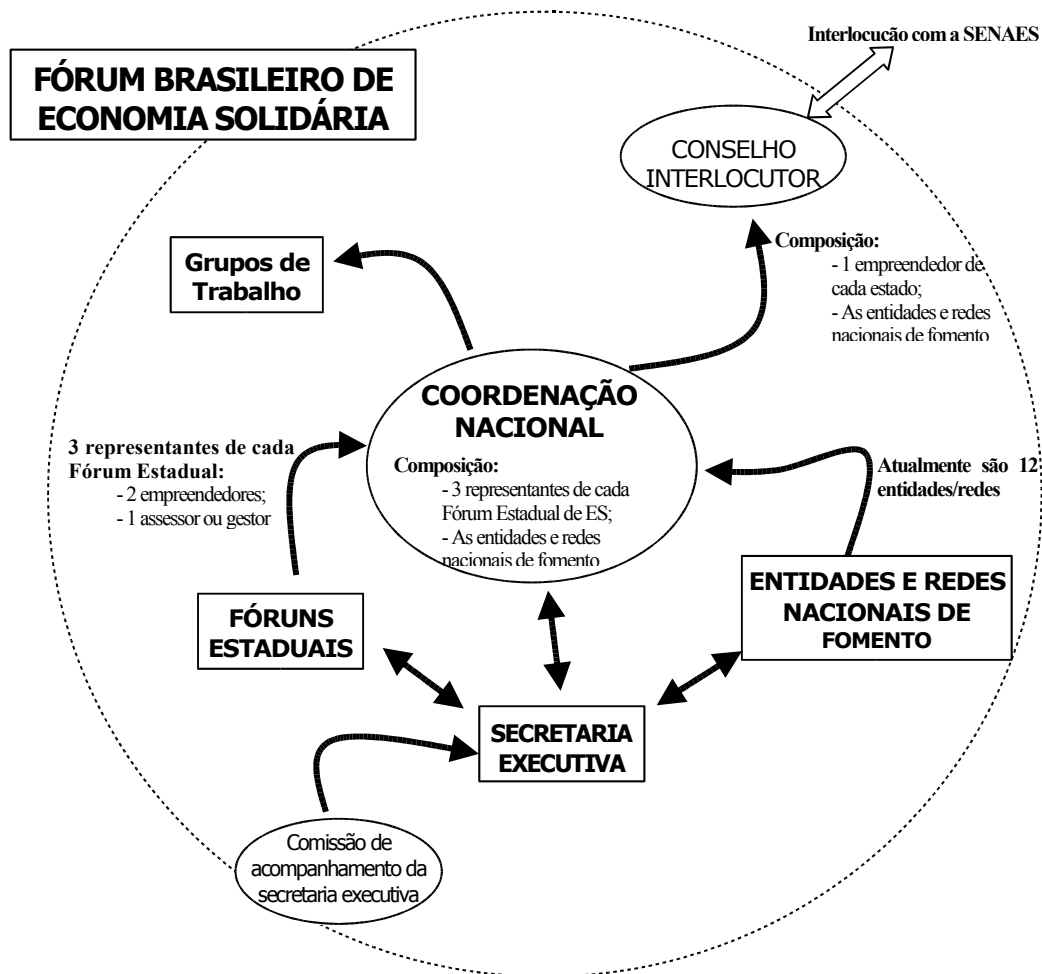 Interlocução com a SENAES
FÓRUM BRASILEIRO DE
ECONOMIA SOLIDÁRIA
CONSELHO
INTERLOCUTOR
Composição:
- 1 empreendedor de
cada estado;
- As entidades e redes
nacionais de fomento
Grupos de
Trabalho
COORDENAÇÃO
NACIONAL
Composição:
- 3 representantes de cada
Fórum Estadual de ES;
- As entidades e redes
nacionais de fomento
3 representantes de cada
Fórum Estadual:
- 2 empreendedores;
- 1 assessor ou gestor
Atualmente são 12
entidades/redes
FÓRUNS
ESTADUAIS
ENTIDADES E REDES
NACIONAIS DE
FOMENTO
SECRETARIA
EXECUTIVA
Comissão de
acompanhamento da
secretaria executiva